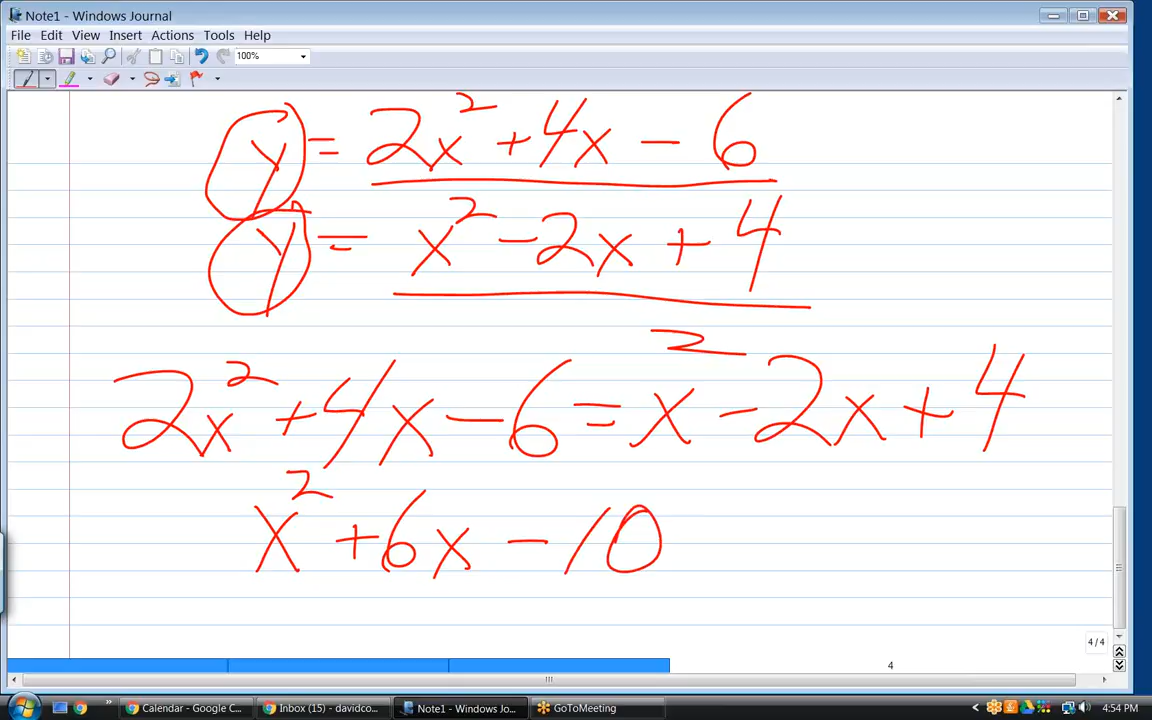 Note1 - Windows Journal
File Edit View Insert Actions Tools Help
100%
y = 2x² + 4x - 6
y = x² - 2x + 4
2x² + 4x - 6 = x² - 2x + 4
x² + 6x - 10
4/4
4
Calendar - Google C... Inbox (15) - davidco... Note1 - Windows Jo... GoToMeeting 4:54 PM